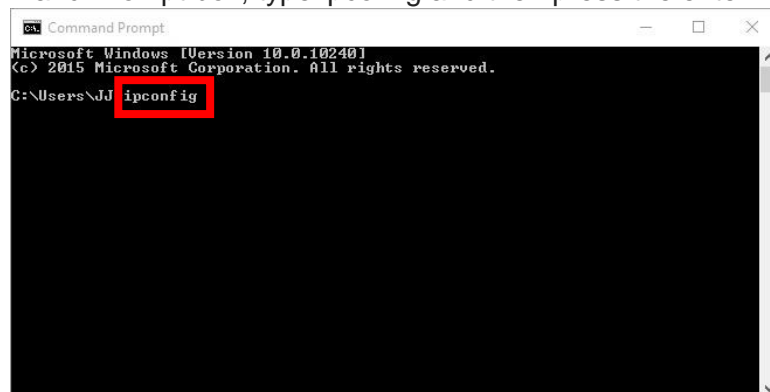 Command Prompt
Microsoft Windows [Version 10.0.10240]
(c) 2015 Microsoft Corporation. All rights reserved.
C:\Users\JJ ipconfig